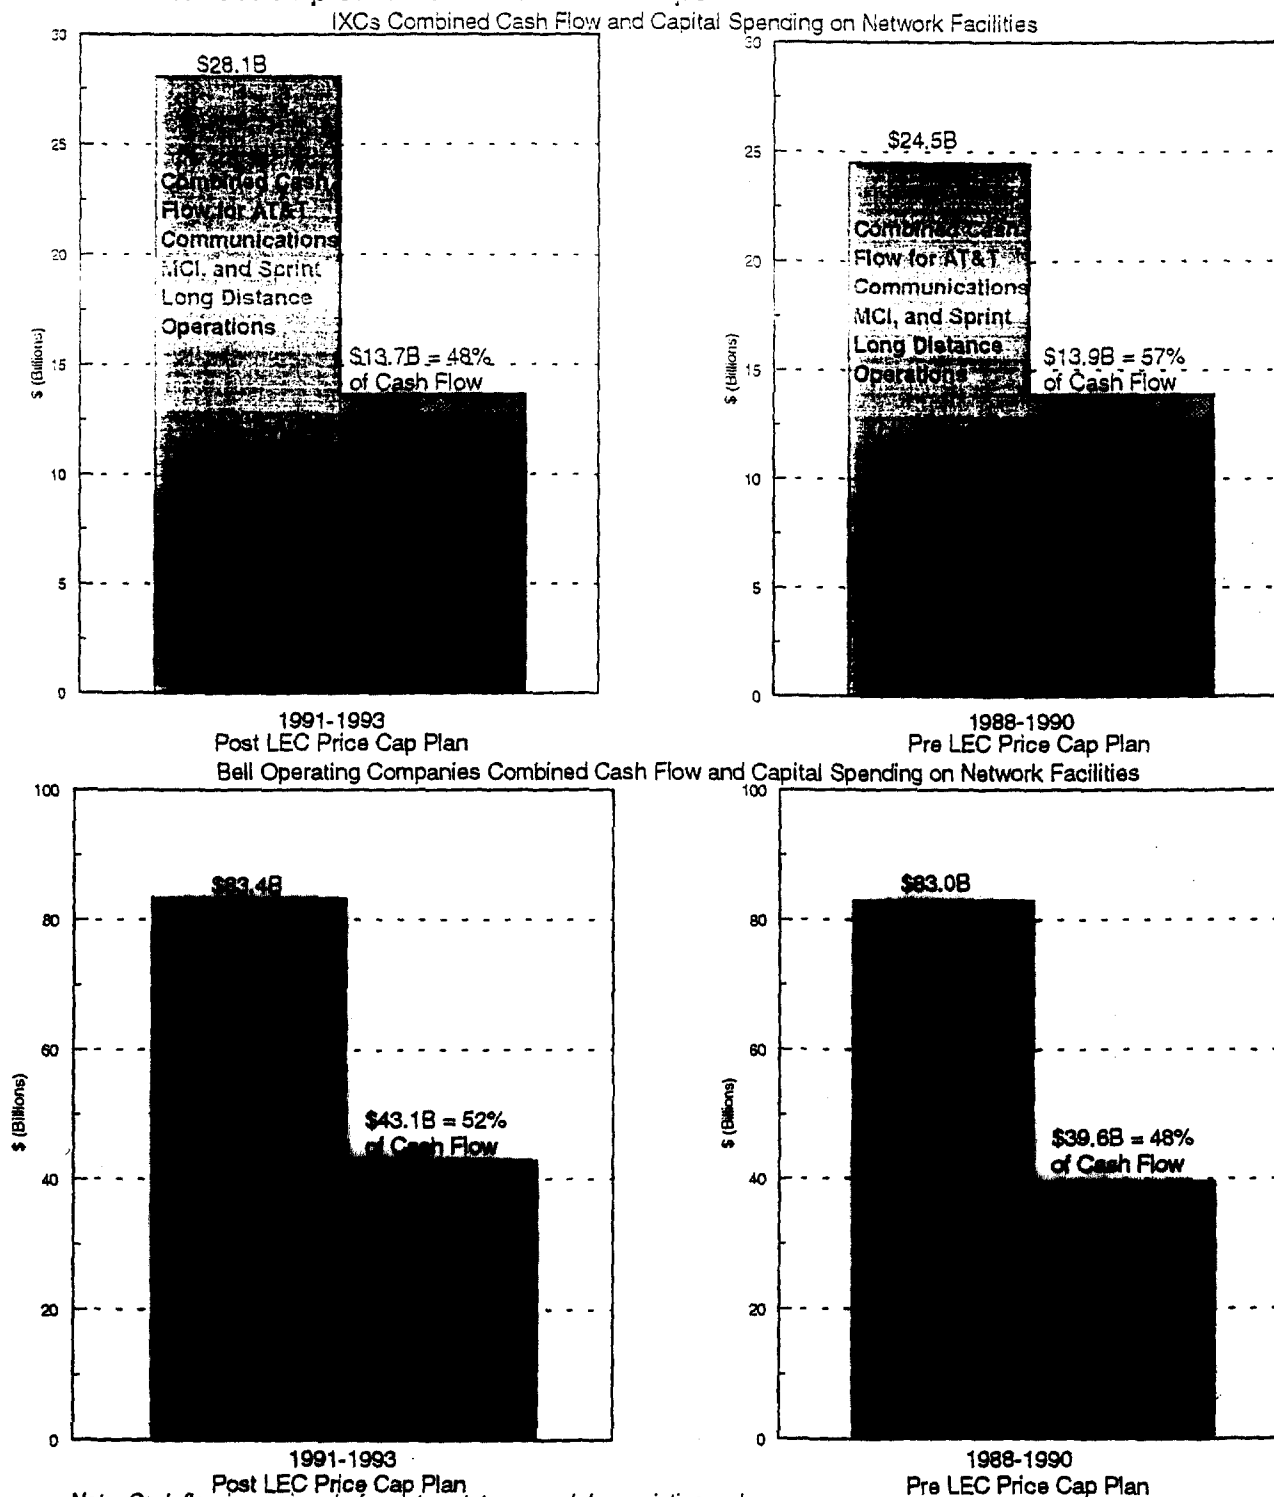 IXCs Combined Cash Flow and Capital Spending on Network Facilities
30
25
20
15
10
5
0
$ (Billions)
$28.1B
Combined Cash
Flow for AT&T
Communications
MCI, and Sprint
Long Distance
Operations
$13.7B = 48%
of Cash Flow
1991-1993
Post LEC Price Cap Plan
30
25
20
15
10
5
0
$ (Billions)
$24.5B
Combined Cash
Flow for AT&T
Communications
MCI, and Sprint
Long Distance
Operations
$13.9B = 57%
of Cash Flow
1988-1990
Pre LEC Price Cap Plan
Bell Operating Companies Combined Cash Flow and Capital Spending on Network Facilities
100
80
60
40
20
0
$ (Billions)
$83.4B
$43.1B = 52%
of Cash Flow
1991-1993
Post LEC Price Cap Plan
100
80
60
40
20
0
$ (Billions)
$83.0B
$39.6B = 48%
of Cash Flow
1988-1990
Pre LEC Price Cap Plan